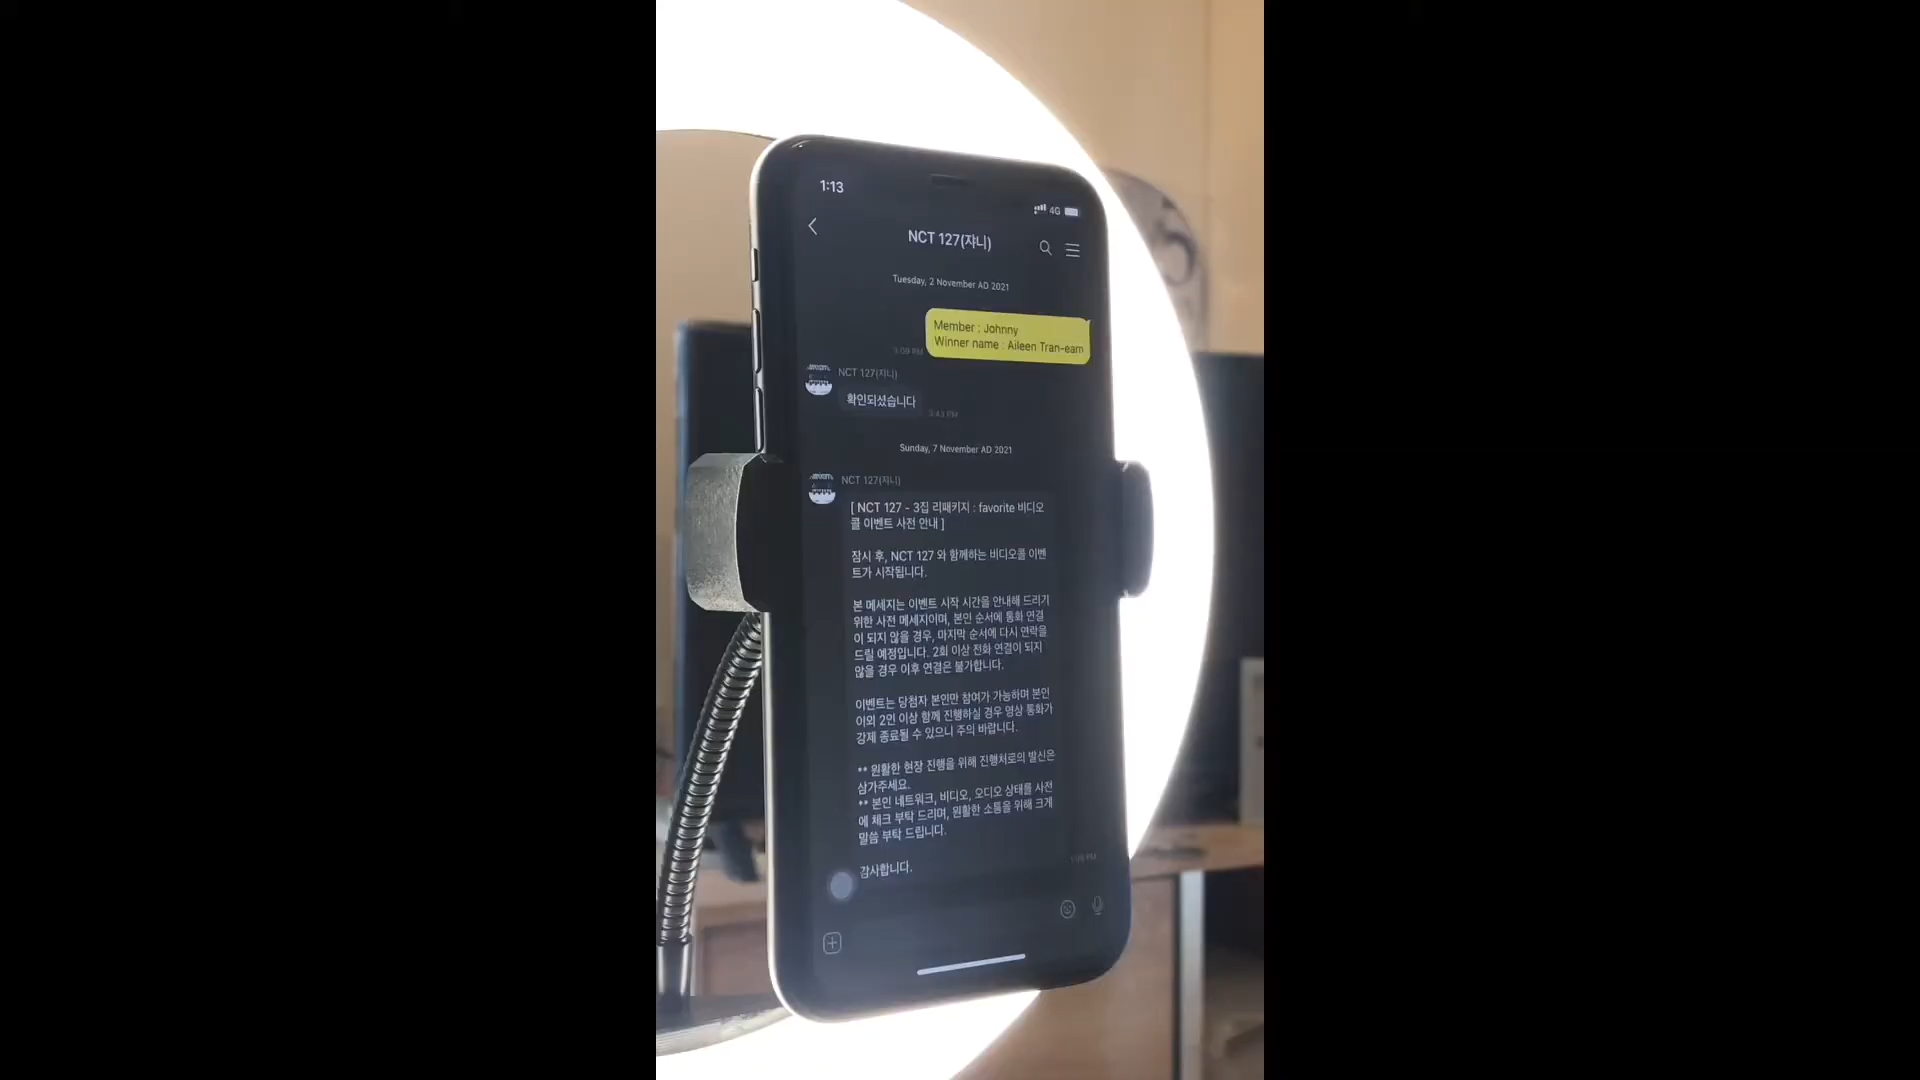 1:13
4G
NCT 127(쟈니)
Tuesday, 2 November AD 2021
Member : Johnny
Winner name : Aileen Tran-eam
3:09 PM
NCT 127(쟈니)
확인되셨습니다
3:43 PM
Sunday, 7 November AD 2021
NCT 127(쟈니)
[ NCT 127 - 3집 리패키지 : favorite 비디오
콜 이벤트 사전 안내 ]
잠시 후, NCT 127 와 함께하는 비디오콜 이벤
트가 시작됩니다.
본 메세지는 이벤트 시작 시간을 안내해 드리기
위한 사전 메세지이며, 본인 순서에 통화 연결
이 되지 않을 경우, 마지막 순서에 다시 연락을
드릴 예정입니다. 2회 이상 전화 연결이 되지
않을 경우 이후 연결은 불가합니다.
이벤트는 당첨자 본인만 참여가 가능하며 본인
이외 2인 이상 함께 진행하실 경우 영상 통화가
강제 종료될 수 있으니 주의 바랍니다.
** 원활한 현장 진행을 위해 진행처로의 발신은
삼가주세요.
** 본인 네트워크, 비디오, 오디오 상태를 사전
에 체크 부탁 드리며, 원활한 소통을 위해 크게
말씀 부탁 드립니다.
감사합니다.